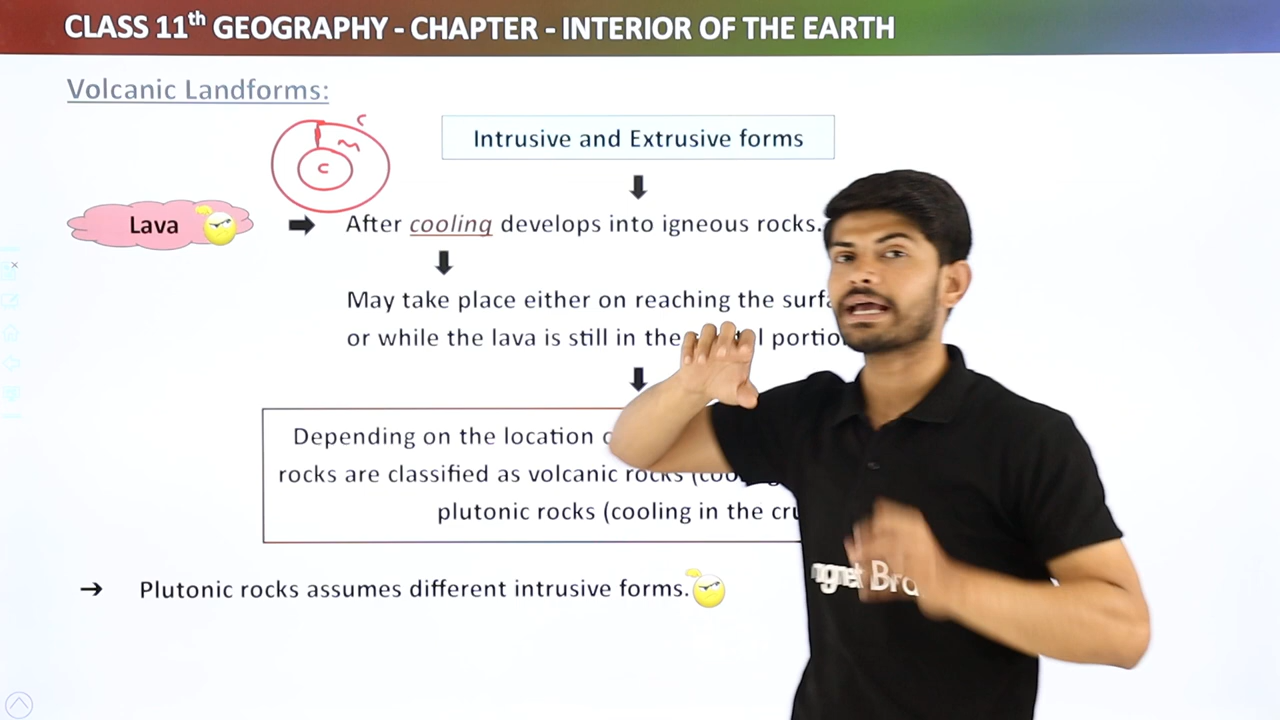 CLASS 11th GEOGRAPHY - CHAPTER - INTERIOR OF THE EARTH
Volcanic Landforms:
C
m
C
Intrusive and Extrusive forms
Lava
After cooling develops into igneous rocks.
May take place either on reaching the
or while the lava is still in the
Depending on the location
rocks are classified as volcanic rocks
plutonic rocks (cooling in the
→ Plutonic rocks assumes different intrusive forms.